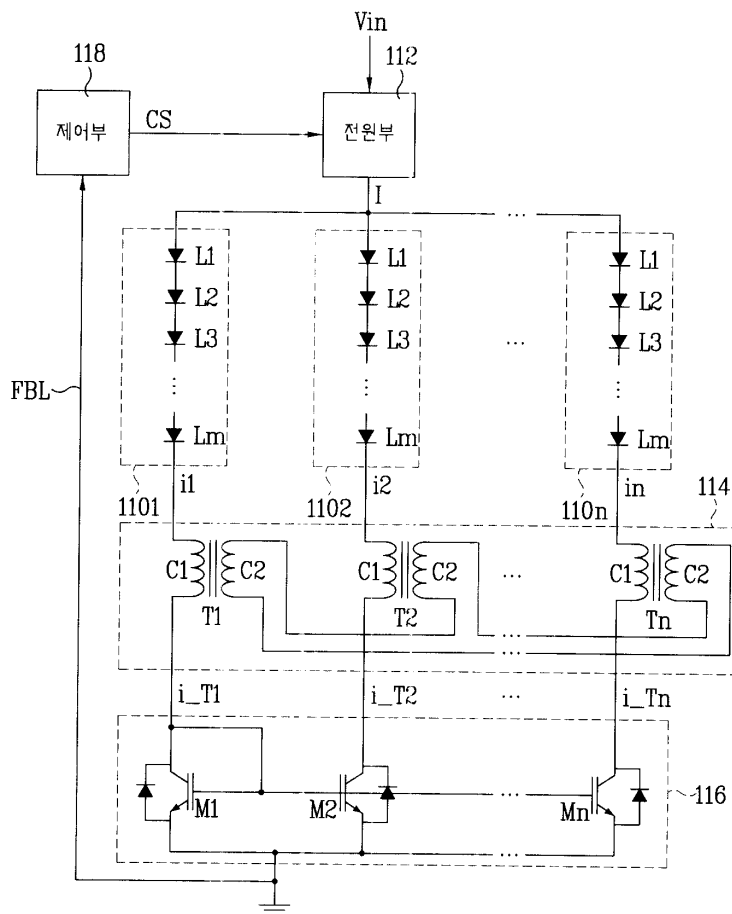 Vin
118
112
제어부
CS
전원부
I
...
L1 L1 L1
L2 L2 L2
L3 L3 ... L3
... ... ...
FBL
Lm Lm Lm
i1 i2 in
1101 1102 110n 114
C1 C2 C1 C2 ... C1 C2
T1 T2 Tn
...
...
i_T1 i_T2 ... i_Tn
M1 M2 ... Mn 116
...